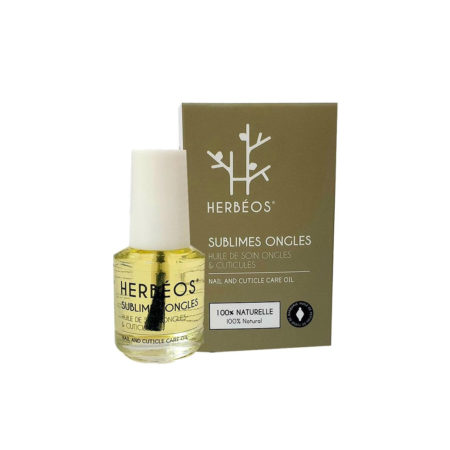 HERBÉOS®
SUBLIMES ONGLES
HUILE DE SOIN ONGLES
& CUTICULES
NAIL AND CUTICLE CARE OIL
100% NATURELLE
100% Natural
HERBÉOS®
SUBLIMES ONGLES
HUILE DE SOIN ONGLES
& CUTICULES
NAIL AND CUTICLE CARE OIL